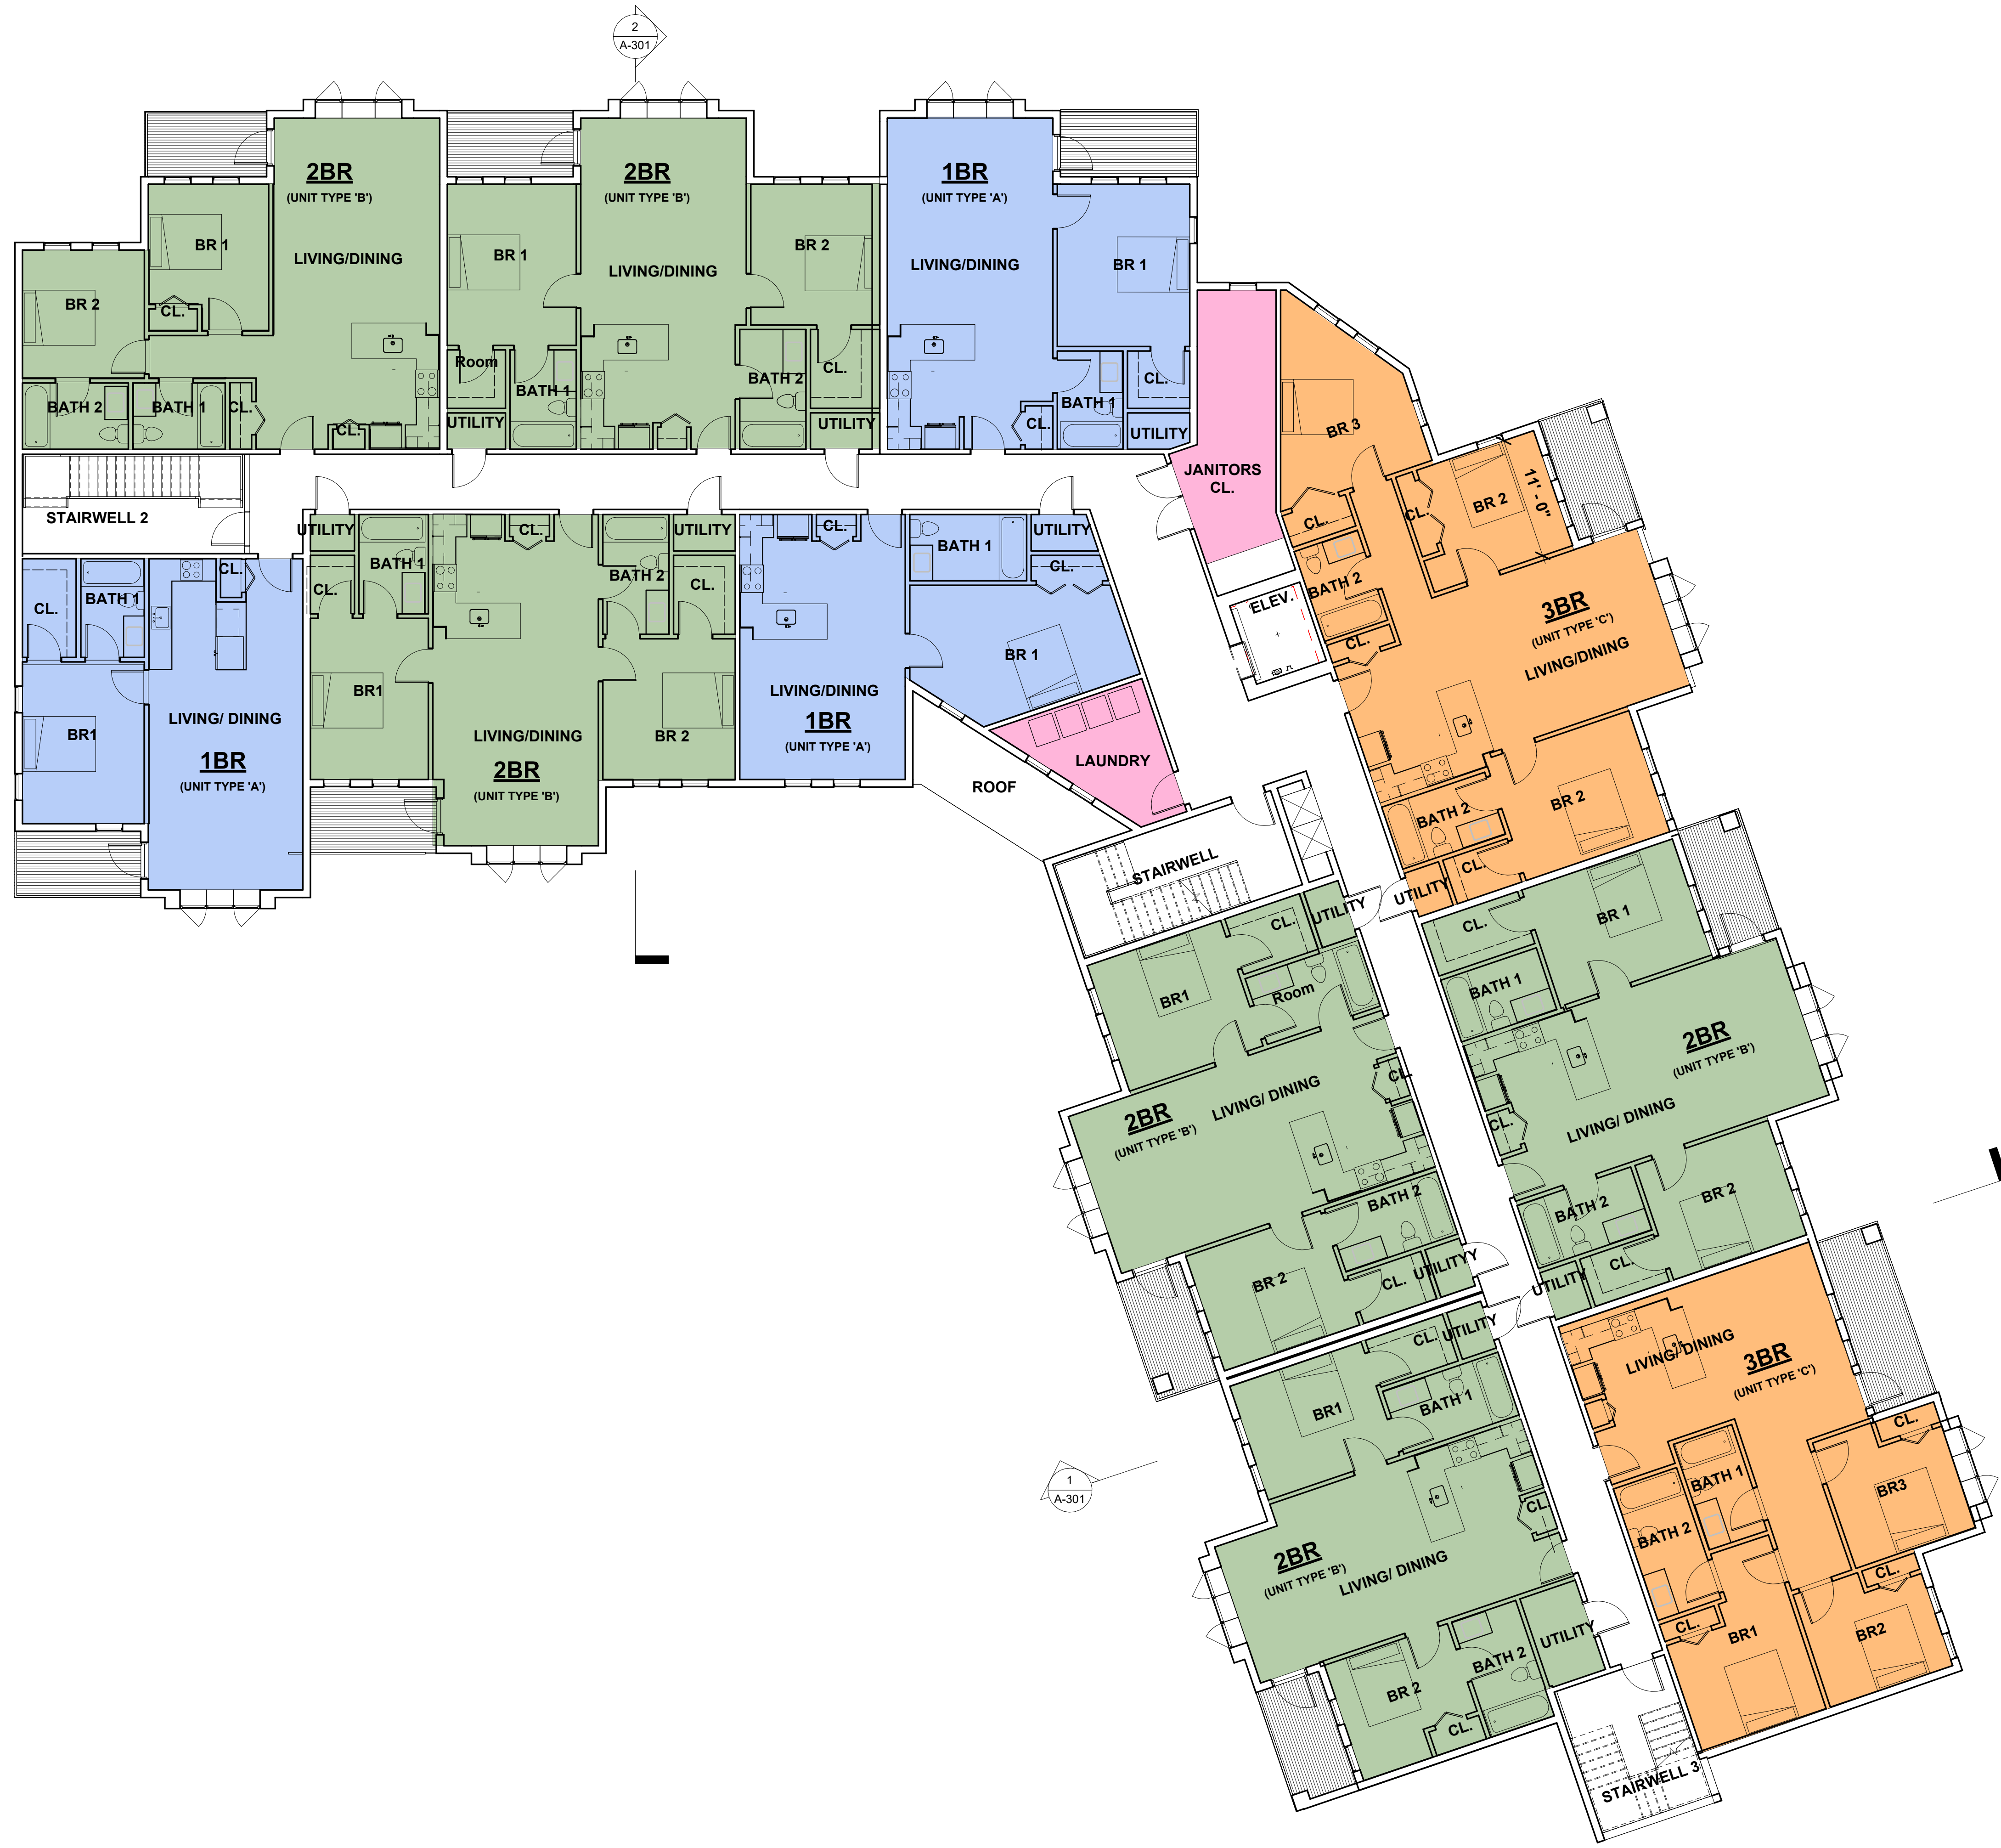 2
A-301
2BR
(UNIT TYPE 'B')
LIVING/DINING
BR 1
BR 2
CL.
BATH 2
BATH 1
CL.
CL.
2BR
(UNIT TYPE 'B')
LIVING/DINING
BR 1
BR 2
Room
BATH 1
UTILITY
BATH 2
CL.
UTILITY
1BR
(UNIT TYPE 'A')
LIVING/DINING
BR 1
CL.
BATH 1
CL.
UTILITY
JANITORS
CL.
STAIRWELL 2
CL.
BATH 1
CL.
BR1
LIVING/ DINING
1BR
(UNIT TYPE 'A')
UTILITY
BATH 1
CL.
CL.
BATH 2
UTILITY
CL.
BR1
BR 2
LIVING/DINING
2BR
(UNIT TYPE 'B')
CL.
BATH 1
UTILITY
CL.
BR 1
LIVING/DINING
1BR
(UNIT TYPE 'A')
LAUNDRY
ROOF
ELEV.
STAIRWELL
BR 3
CL.
BR 2
11' - 0"
CL.
BATH 2
CL.
3BR
(UNIT TYPE 'C')
LIVING/DINING
BR 2
BATH 2
CL.
UTILITY
UTILITY
CL.
BR1
Room
CL.
LIVING/ DINING
2BR
(UNIT TYPE 'B')
BATH 2
BR 2
CL.
UTILITYY
BR 1
CL.
BATH 1
2BR
(UNIT TYPE 'B')
LIVING/ DINING
CL.
BATH 2
BR 2
CL.
UTILITY
CL.
UTILITY
BR1
BATH 1
CL.
2BR
(UNIT TYPE 'B')
LIVING/ DINING
BATH 2
BR 2
CL.
UTILITY
LIVING/ DINING
3BR
(UNIT TYPE 'C')
CL.
BATH 1
BR3
BATH 2
CL.
CL.
BR1
BR2
STAIRWELL 3
1
A-301